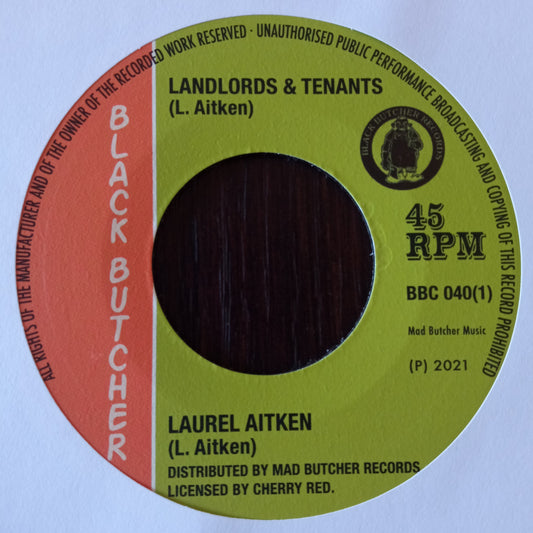 ALL RIGHTS OF THE MANUFACTURER AND OF THE OWNER OF THE RECORDED WORK RESERVED · UNAUTHORISED PUBLIC PERFORMANCE BROADCASTING AND COPYING OF THIS RECORD PROHIBITED
LANDLORDS & TENANTS
(L. Aitken)
BLACK BUTCHER RECORDS
BLACK BUTCHER
45
RPM
BBC 040(1)
Mad Butcher Music
(P) 2021
LAUREL AITKEN
(L. Aitken)
DISTRIBUTED BY MAD BUTCHER RECORDS
LICENSED BY CHERRY RED.